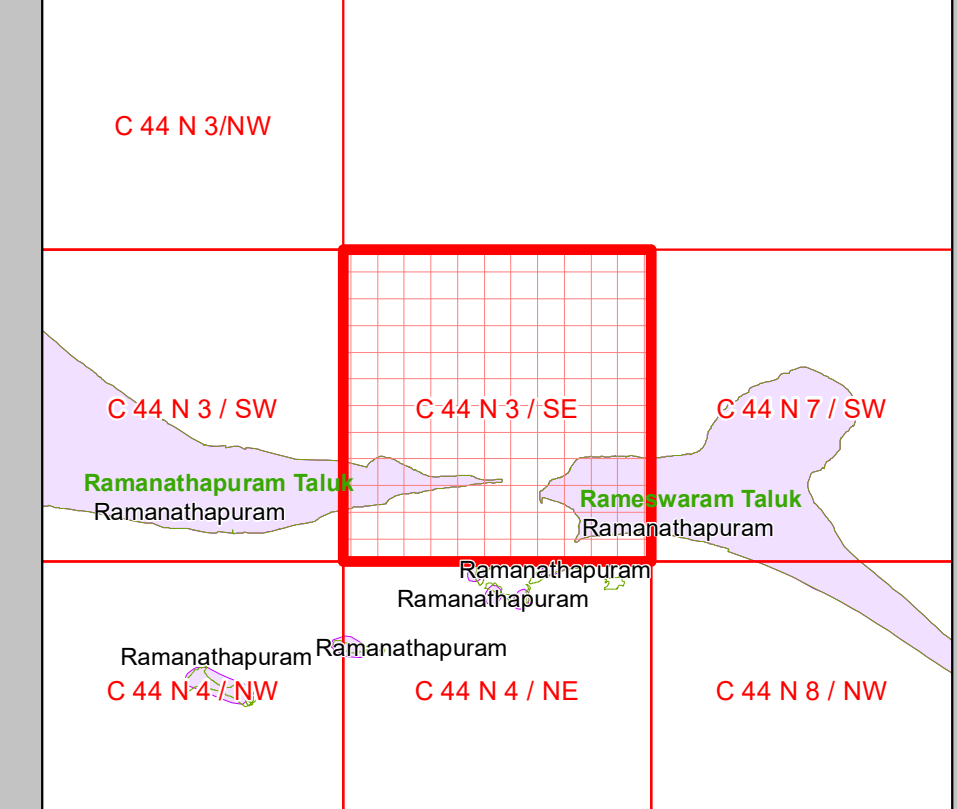 C 44 N 3/NW
C 44 N 3 / SW
C 44 N 3 / SE
C 44 N 7 / SW
Ramanathapuram Taluk
Ramanathapuram
Rameswaram Taluk
Ramanathapuram
Ramanathapuram
Ramanathapuram
Ramanathapuram
Ramanathapuram
C 44 N 4 / NW
C 44 N 4 / NE
C 44 N 8 / NW